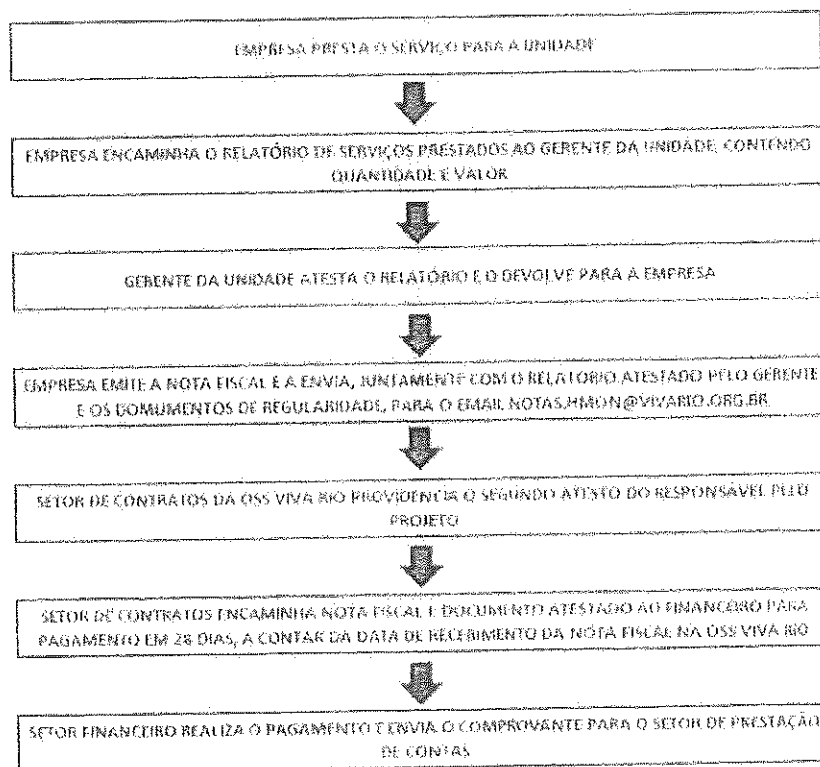 EMPRESA PRESTA O SERVIÇO PARA A UNIDADE
EMPRESA ENCAMINHA O RELATÓRIO DE SERVIÇOS PRESTADOS AO GERENTE DA UNIDADE, CONTENDO
QUANTIDADE E VALOR
GERENTE DA UNIDADE ATESTA O RELATÓRIO E O DEVOLVE PARA A EMPRESA
EMPRESA EMITE A NOTA FISCAL E A ENVIA, JUNTAMENTE COM O RELATÓRIO ATESTADO PELO GERENTE
E OS DOMUMENTOS DE REGULARIDADE, PARA O EMAIL NOTAS.HMON@VIVARIO.ORG.BR
SETOR DE CONTRATOS DA OSS VIVA RIO PROVIDENCIA O SEGUNDO ATESTO DO RESPONSÁVEL PELO
PROJETO
SETOR DE CONTRATOS ENCAMINHA NOTA FISCAL E DOCUMENTO ATESTADO AO FINANCEIRO PARA
PAGAMENTO EM 28 DIAS, A CONTAR DA DATA DE RECEBIMENTO DA NOTA FISCAL NA OSS VIVA RIO
SETOR FINANCEIRO REALIZA O PAGAMENTO E ENVIA O COMPROVANTE PARA O SETOR DE PRESTAÇÃO
DE CONTAS